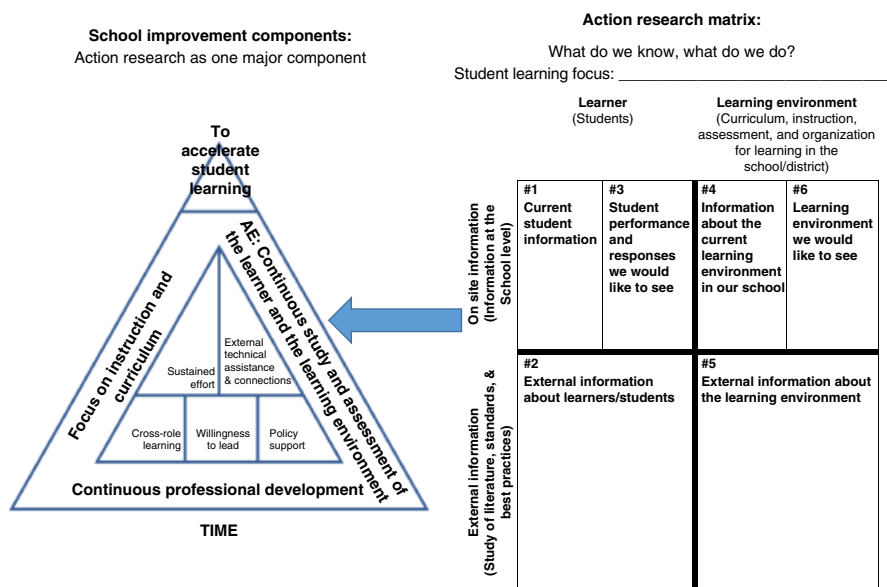 School improvement components:
Action research as one major component
To
accelerate
student
learning
Focus on instruction and
curriculum
AE: Continuous study and assessment of
the learner and the learning environment
Sustained
effort
External
technical
assistance
& connections
Cross-role
learning
Willingness
to lead
Policy
support
Continuous professional development
TIME
Action research matrix:
What do we know, what do we do?
Student learning focus: ________________________________
Learner
(Students)
Learning environment
(Curriculum, instruction,
assessment, and organization
for learning in the
school/district)
On site information
(Information at the
School level)
#1
Current
student
information
#3
Student
performance
and
responses
we would
like to see
#4
Information
about the
current
learning
environment
in our school
#6
Learning
environment
we would
like to see
External information
(Study of literature, standards, &
best practices)
#2
External information
about learners/students
#5
External information about
the learning environment